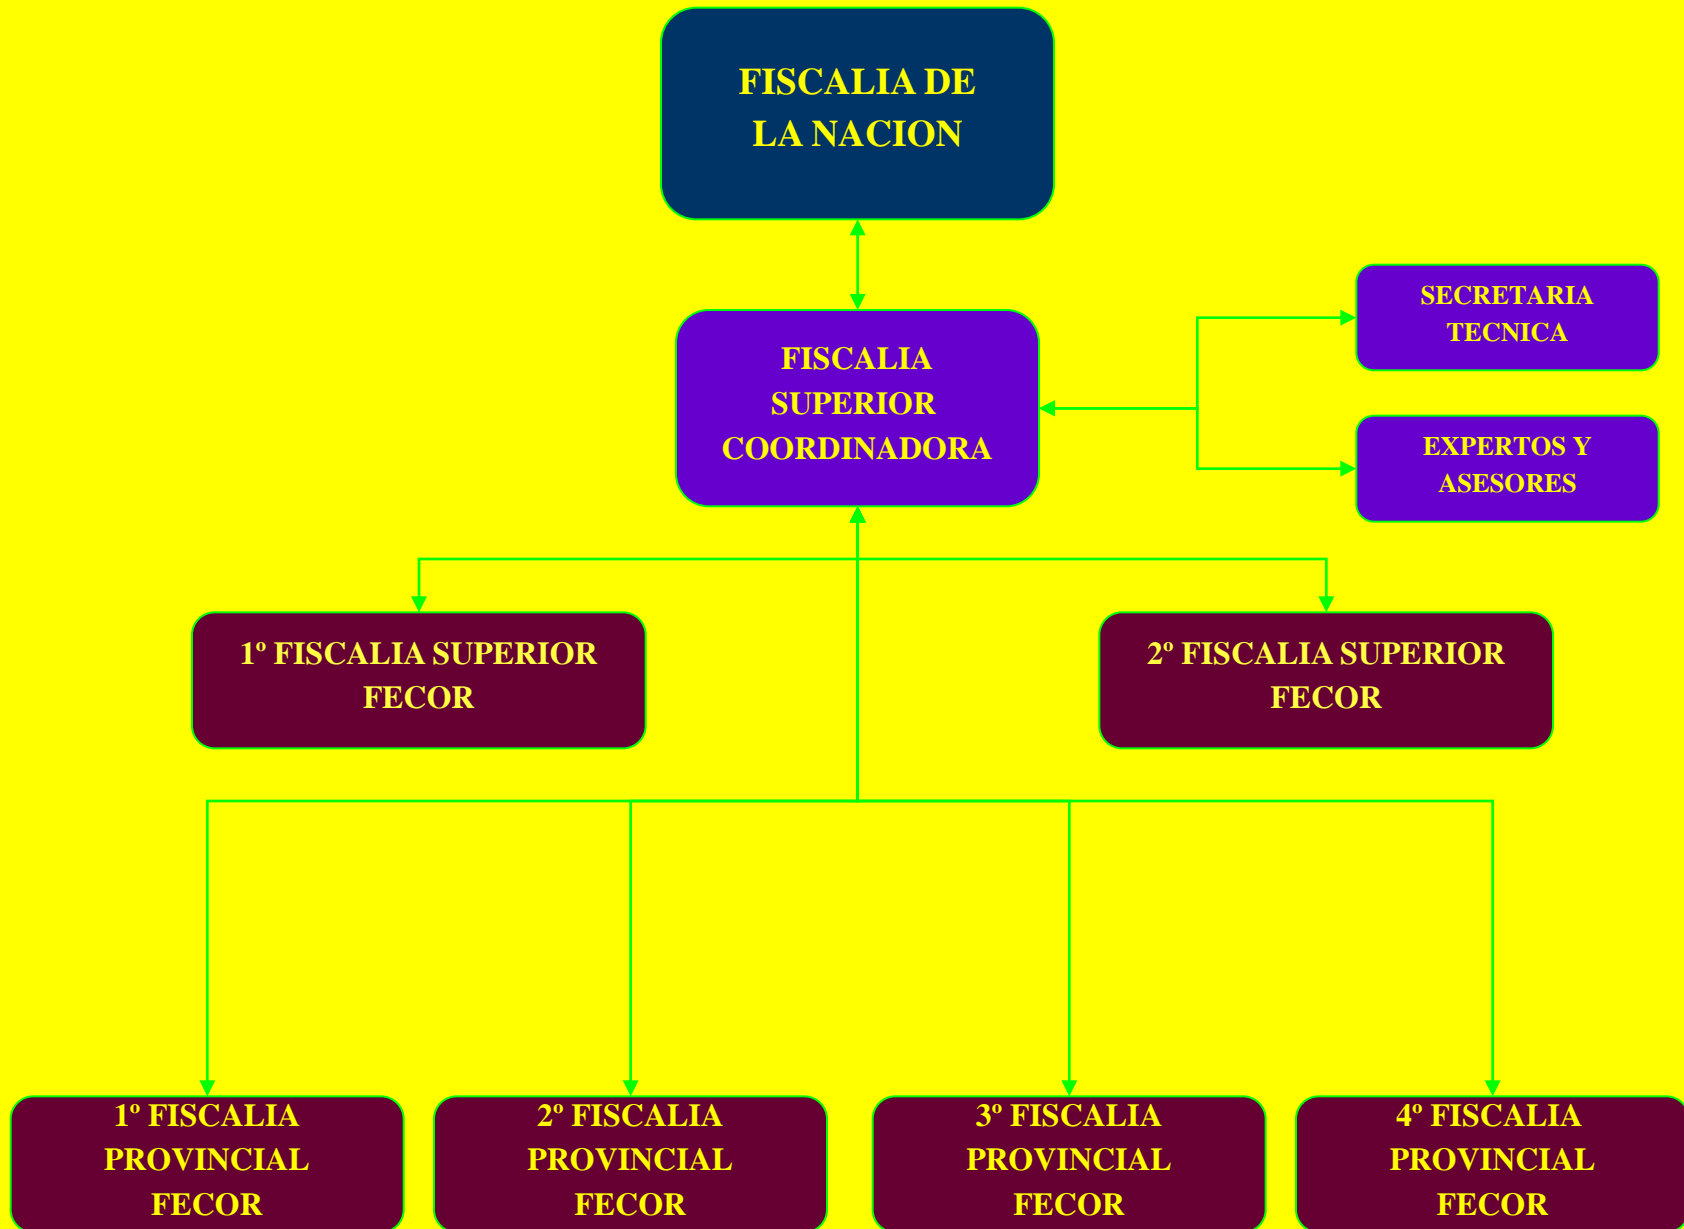 FISCALIA DE
LA NACION
SECRETARIA
TECNICA
FISCALIA
SUPERIOR
COORDINADORA
EXPERTOS Y
ASESORES
1º FISCALIA SUPERIOR
FECOR
2º FISCALIA SUPERIOR
FECOR
1º FISCALIA
PROVINCIAL
FECOR
2º FISCALIA
PROVINCIAL
FECOR
3º FISCALIA
PROVINCIAL
FECOR
4º FISCALIA
PROVINCIAL
FECOR